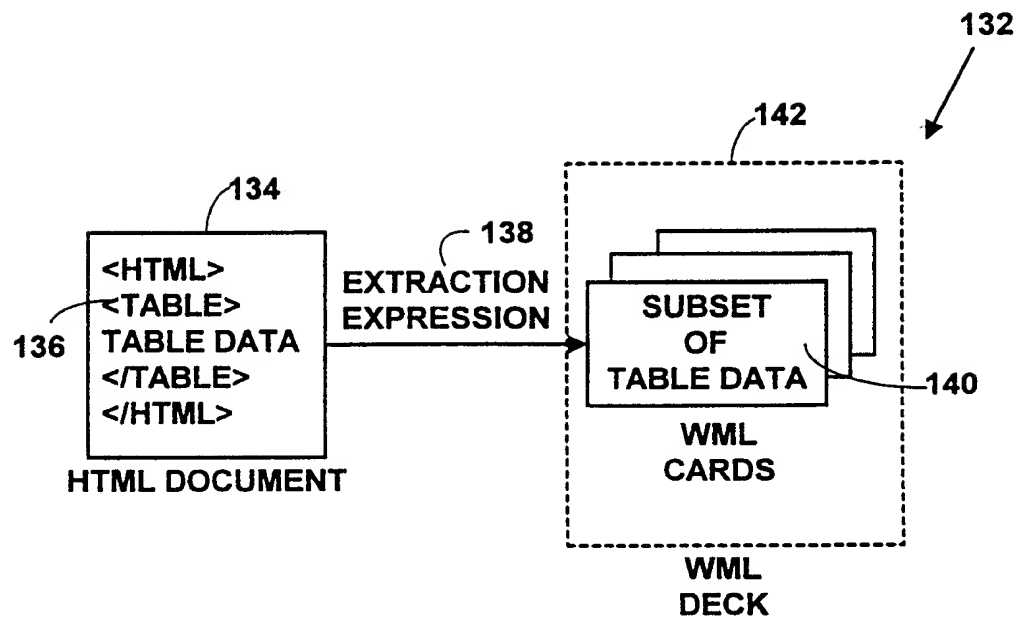 132
142
134
138
<HTML>
<TABLE>
136
TABLE DATA
</TABLE>
</HTML>
HTML DOCUMENT
EXTRACTION
EXPRESSION
SUBSET
OF
TABLE DATA
140
WML
CARDS
WML
DECK